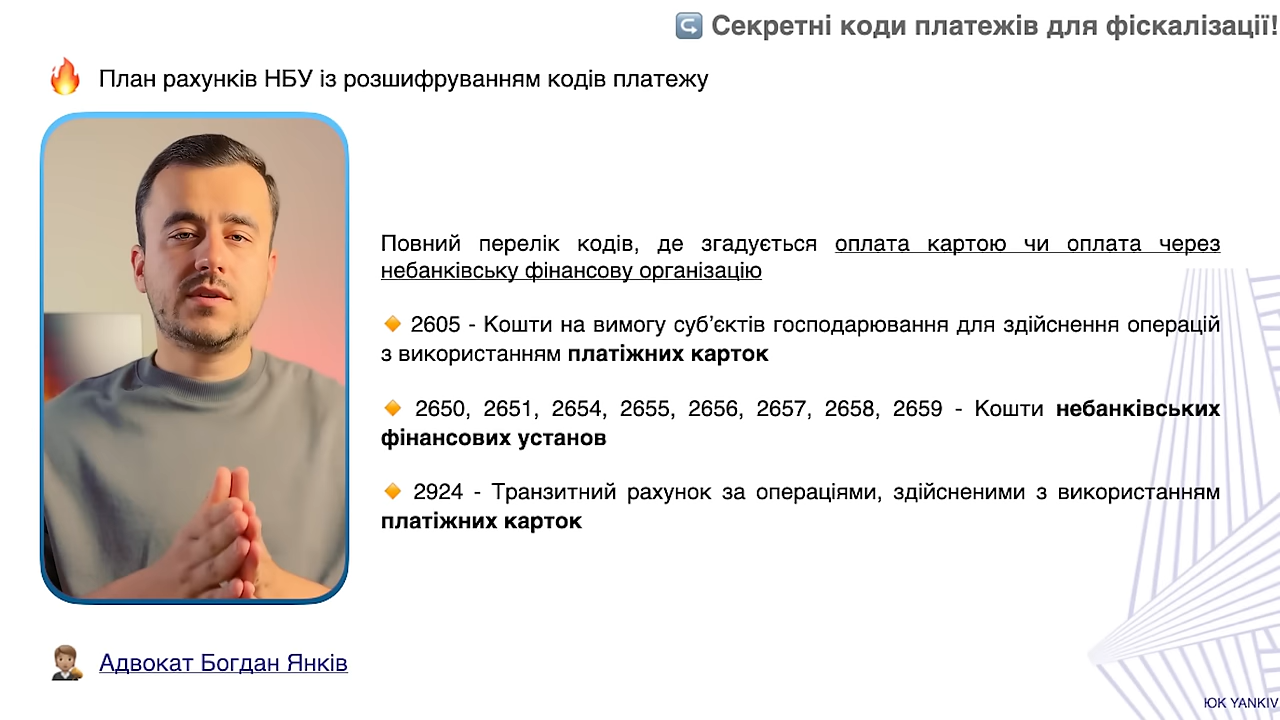 Секретні коди платежів для фіскалізації!
План рахунків НБУ із розшифруванням кодів платежу
Повний перелік кодів, де згадується оплата картою чи оплата через
небанківську фінансову організацію
2605 - Кошти на вимогу суб’єктів господарювання для здійснення операцій
з використанням платіжних карток
2650, 2651, 2654, 2655, 2656, 2657, 2658, 2659 - Кошти небанківських
фінансових установ
2924 - Транзитний рахунок за операціями, здійсненими з використанням
платіжних карток
Адвокат Богдан Янків
ЮК YANKIV